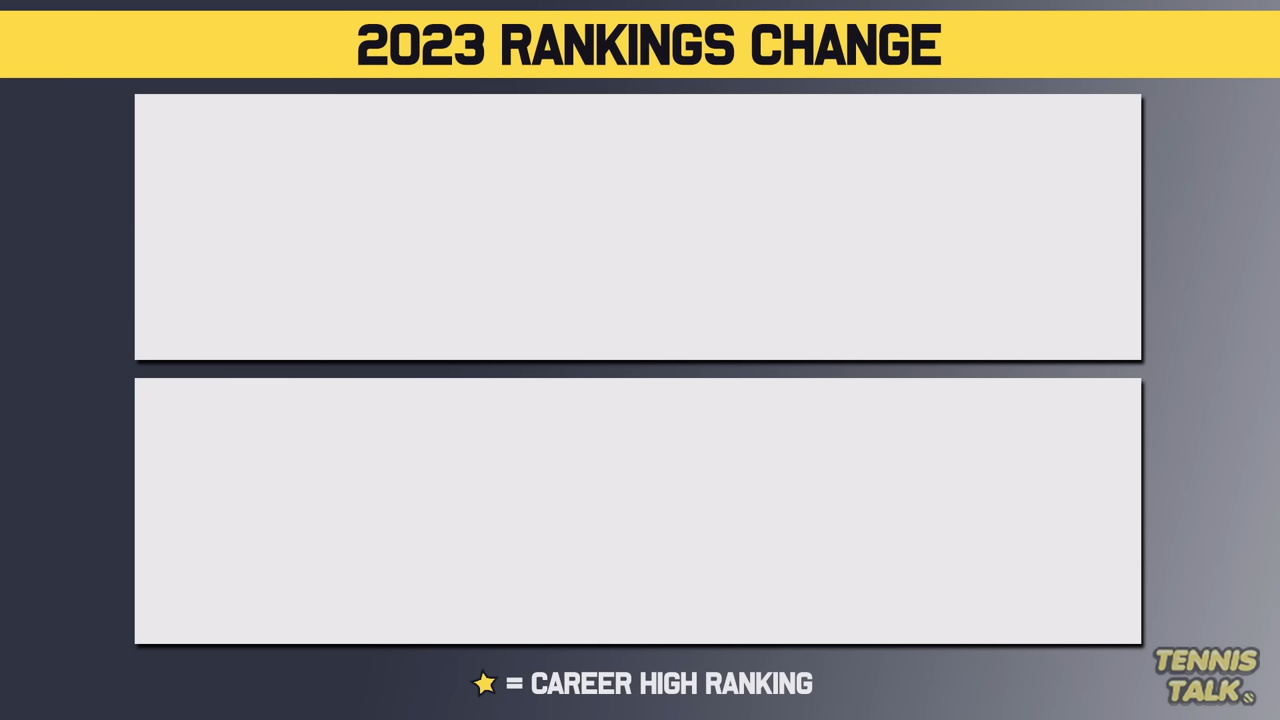 2023 RANKINGS CHANGE
= CAREER HIGH RANKING
TENNIS
TALK